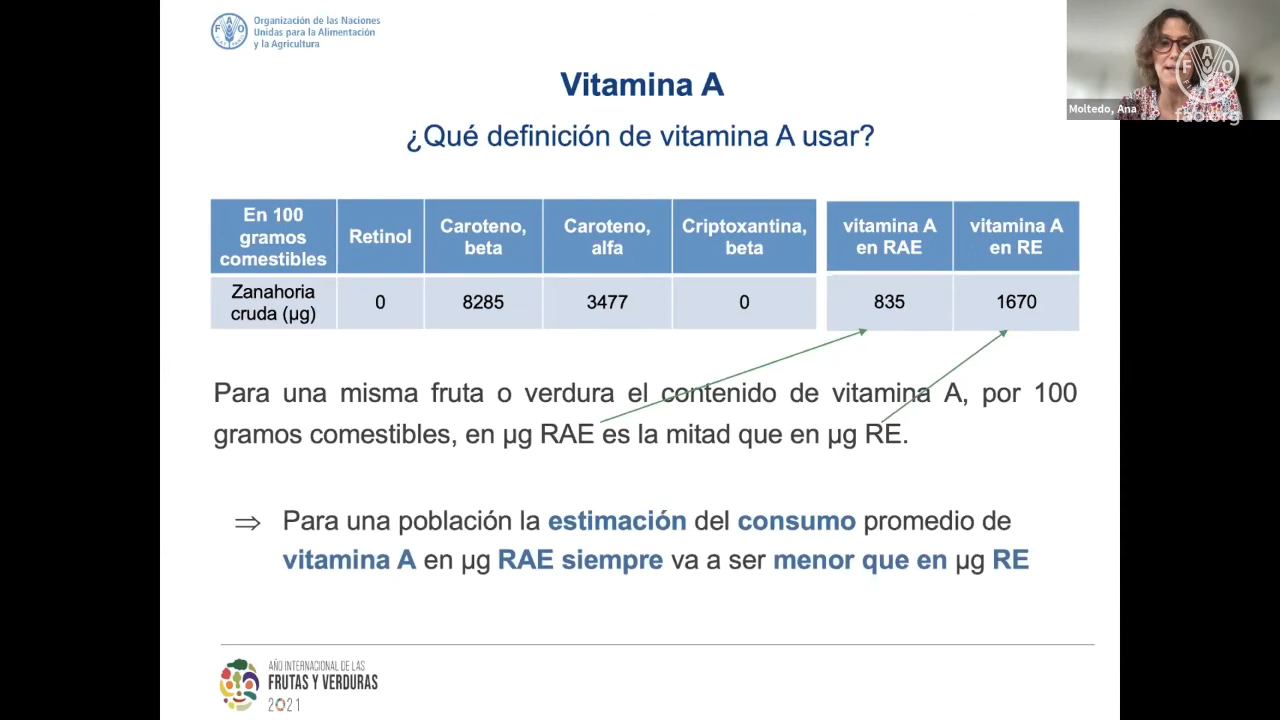 Organización de las Naciones
Unidas para la Alimentación
y la Agricultura
FAO
Moltedo, Ana
fao.org
Vitamina A
¿Qué definición de vitamina A usar?
En 100 gramos comestibles Retinol Caroteno, beta Caroteno, alfa Criptoxantina, beta vitamina A en RAE vitamina A en RE
Zanahoria cruda (µg) 0 8285 3477 0 835 1670
Para una misma fruta o verdura el contenido de vitamina A, por 100
gramos comestibles, en µg RAE es la mitad que en µg RE.
⇒ Para una población la estimación del consumo promedio de
vitamina A en µg RAE siempre va a ser menor que en µg RE
AÑO INTERNACIONAL DE LAS
FRUTAS Y VERDURAS
2021